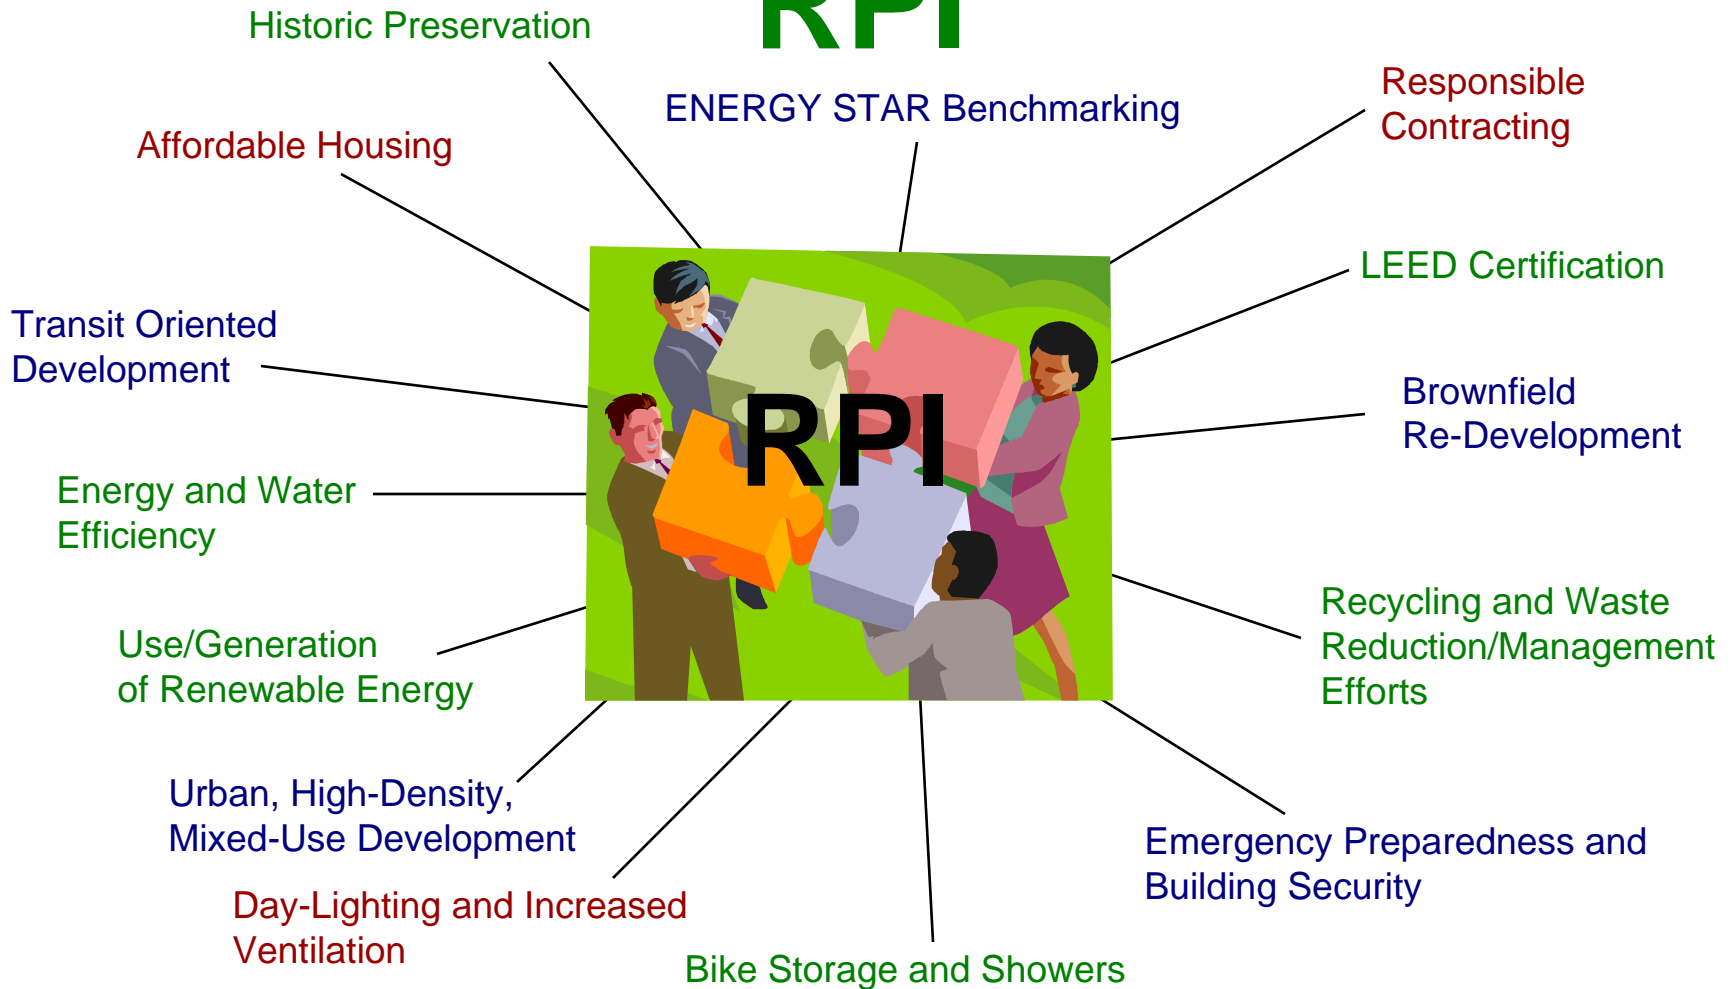 RPI
Historic Preservation
ENERGY STAR Benchmarking
Responsible
Contracting
Affordable Housing
LEED Certification
Transit Oriented
Development
Brownfield
Re-Development
RPI
Energy and Water
Efficiency
Recycling and Waste
Reduction/Management
Efforts
Use/Generation
of Renewable Energy
Urban, High-Density,
Mixed-Use Development
Emergency Preparedness and
Building Security
Day-Lighting and Increased
Ventilation
Bike Storage and Showers